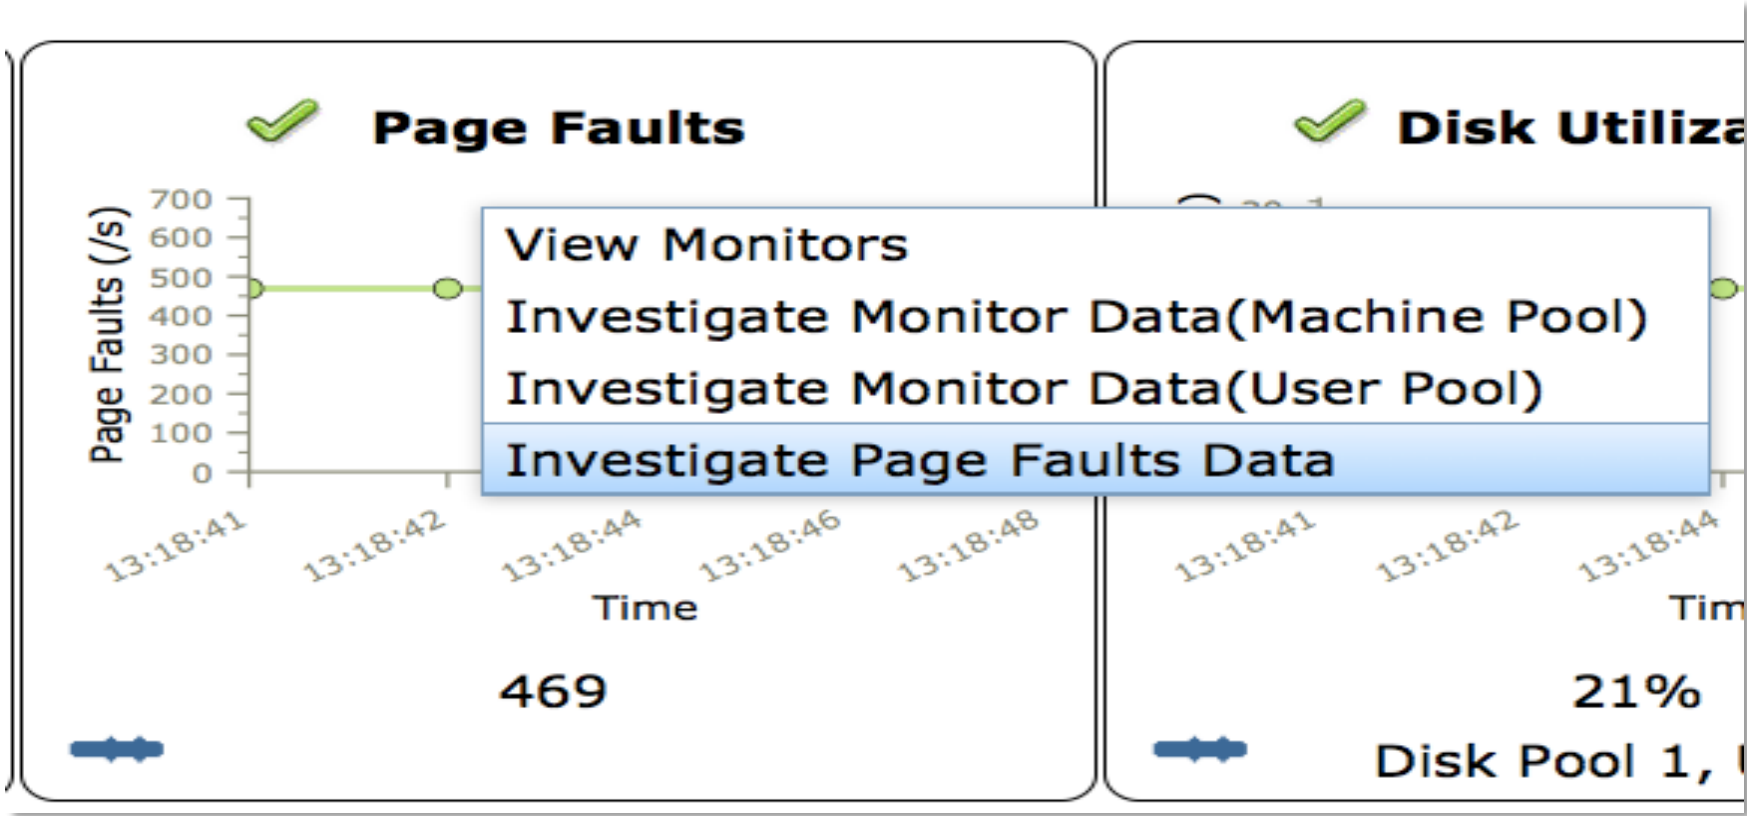 Page Faults
Page Faults (/s)
700
600
500
400
300
200
100
0
13:18:41
13:18:42
13:18:44
13:18:46
13:18:48
Time
469
View Monitors
Investigate Monitor Data(Machine Pool)
Investigate Monitor Data(User Pool)
Investigate Page Faults Data
Disk
13:18:41
13:18:42
13:18:44
21%
Disk Pool 1,